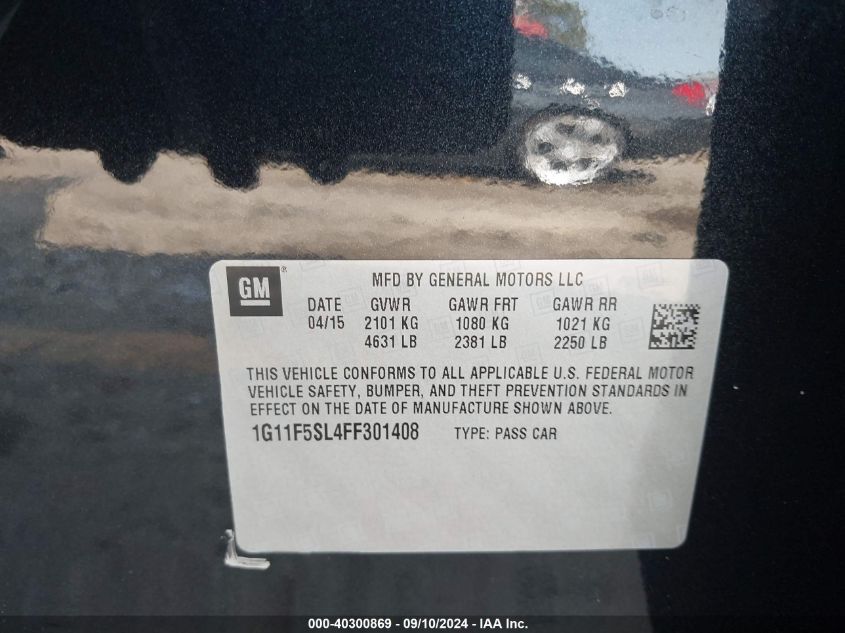 GM ® MFD BY GENERAL MOTORS LLC
DATE GVWR GAWR FRT GAWR RR
04/15 2101 KG 1080 KG 1021 KG
4631 LB 2381 LB 2250 LB
THIS VEHICLE CONFORMS TO ALL APPLICABLE U.S. FEDERAL MOTOR
VEHICLE SAFETY, BUMPER, AND THEFT PREVENTION STANDARDS IN
EFFECT ON THE DATE OF MANUFACTURE SHOWN ABOVE.
1G11F5SL4FF301408 TYPE: PASS CAR
000-40300869 - 09/10/2024 - IAA Inc.